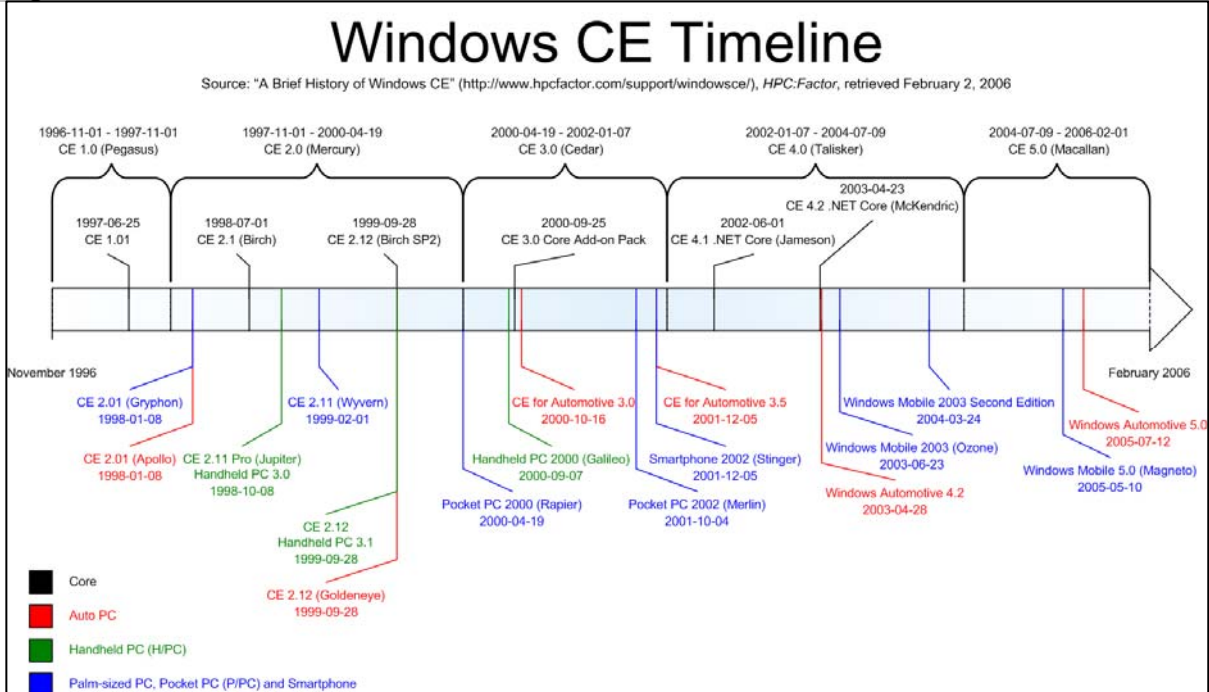 Windows CE Timeline
Source: "A Brief History of Windows CE" (http://www.hpcfactor.com/support/windowsce/), HPC:Factor, retrieved February 2, 2006
1996-11-01 - 1997-11-01
CE 1.0 (Pegasus)
1997-11-01 - 2000-04-19
CE 2.0 (Mercury)
2000-04-19 - 2002-01-07
CE 3.0 (Cedar)
2002-01-07 - 2004-07-09
CE 4.0 (Talisker)
2004-07-09 - 2006-02-01
CE 5.0 (Macallan)
1997-06-25
CE 1.01
1998-07-01
CE 2.1 (Birch)
1999-09-28
CE 2.12 (Birch SP2)
2000-09-25
CE 3.0 Core Add-on Pack
2002-06-01
CE 4.1 .NET Core (Jameson)
2003-04-23
CE 4.2 .NET Core (McKendric)
November 1996
February 2006
CE 2.01 (Gryphon)
1998-01-08
CE 2.01 (Apollo)
1998-01-08
CE 2.11 Pro (Jupiter)
Handheld PC 3.0
1998-10-08
CE 2.11 (Wyvern)
1999-02-01
CE 2.12
Handheld PC 3.1
1999-09-28
CE 2.12 (Goldeneye)
1999-09-28
CE for Automotive 3.0
2000-10-16
Handheld PC 2000 (Galileo)
2000-09-07
Pocket PC 2000 (Rapier)
2000-04-19
CE for Automotive 3.5
2001-12-05
Smartphone 2002 (Stinger)
2001-12-05
Pocket PC 2002 (Merlin)
2001-10-04
Windows Mobile 2003 Second Edition
2004-03-24
Windows Mobile 2003 (Ozone)
2003-06-23
Windows Automotive 4.2
2003-04-28
Windows Automotive 5.0
2005-07-12
Windows Mobile 5.0 (Magneto)
2005-05-10
Core
Auto PC
Handheld PC (H/PC)
Palm-sized PC, Pocket PC (P/PC) and Smartphone